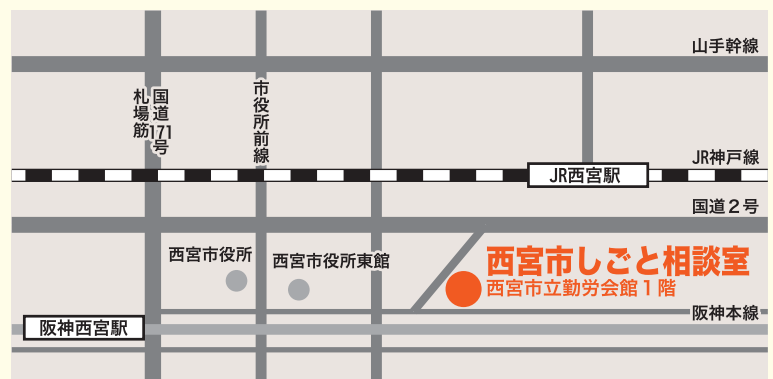 山手幹線
国道171号
札場筋
市役所前線
JR神戸線
JR西宮駅
国道２号
西宮市役所
西宮市役所東館
西宮市しごと相談室
西宮市立勤労会館１階
阪神本線
阪神西宮駅